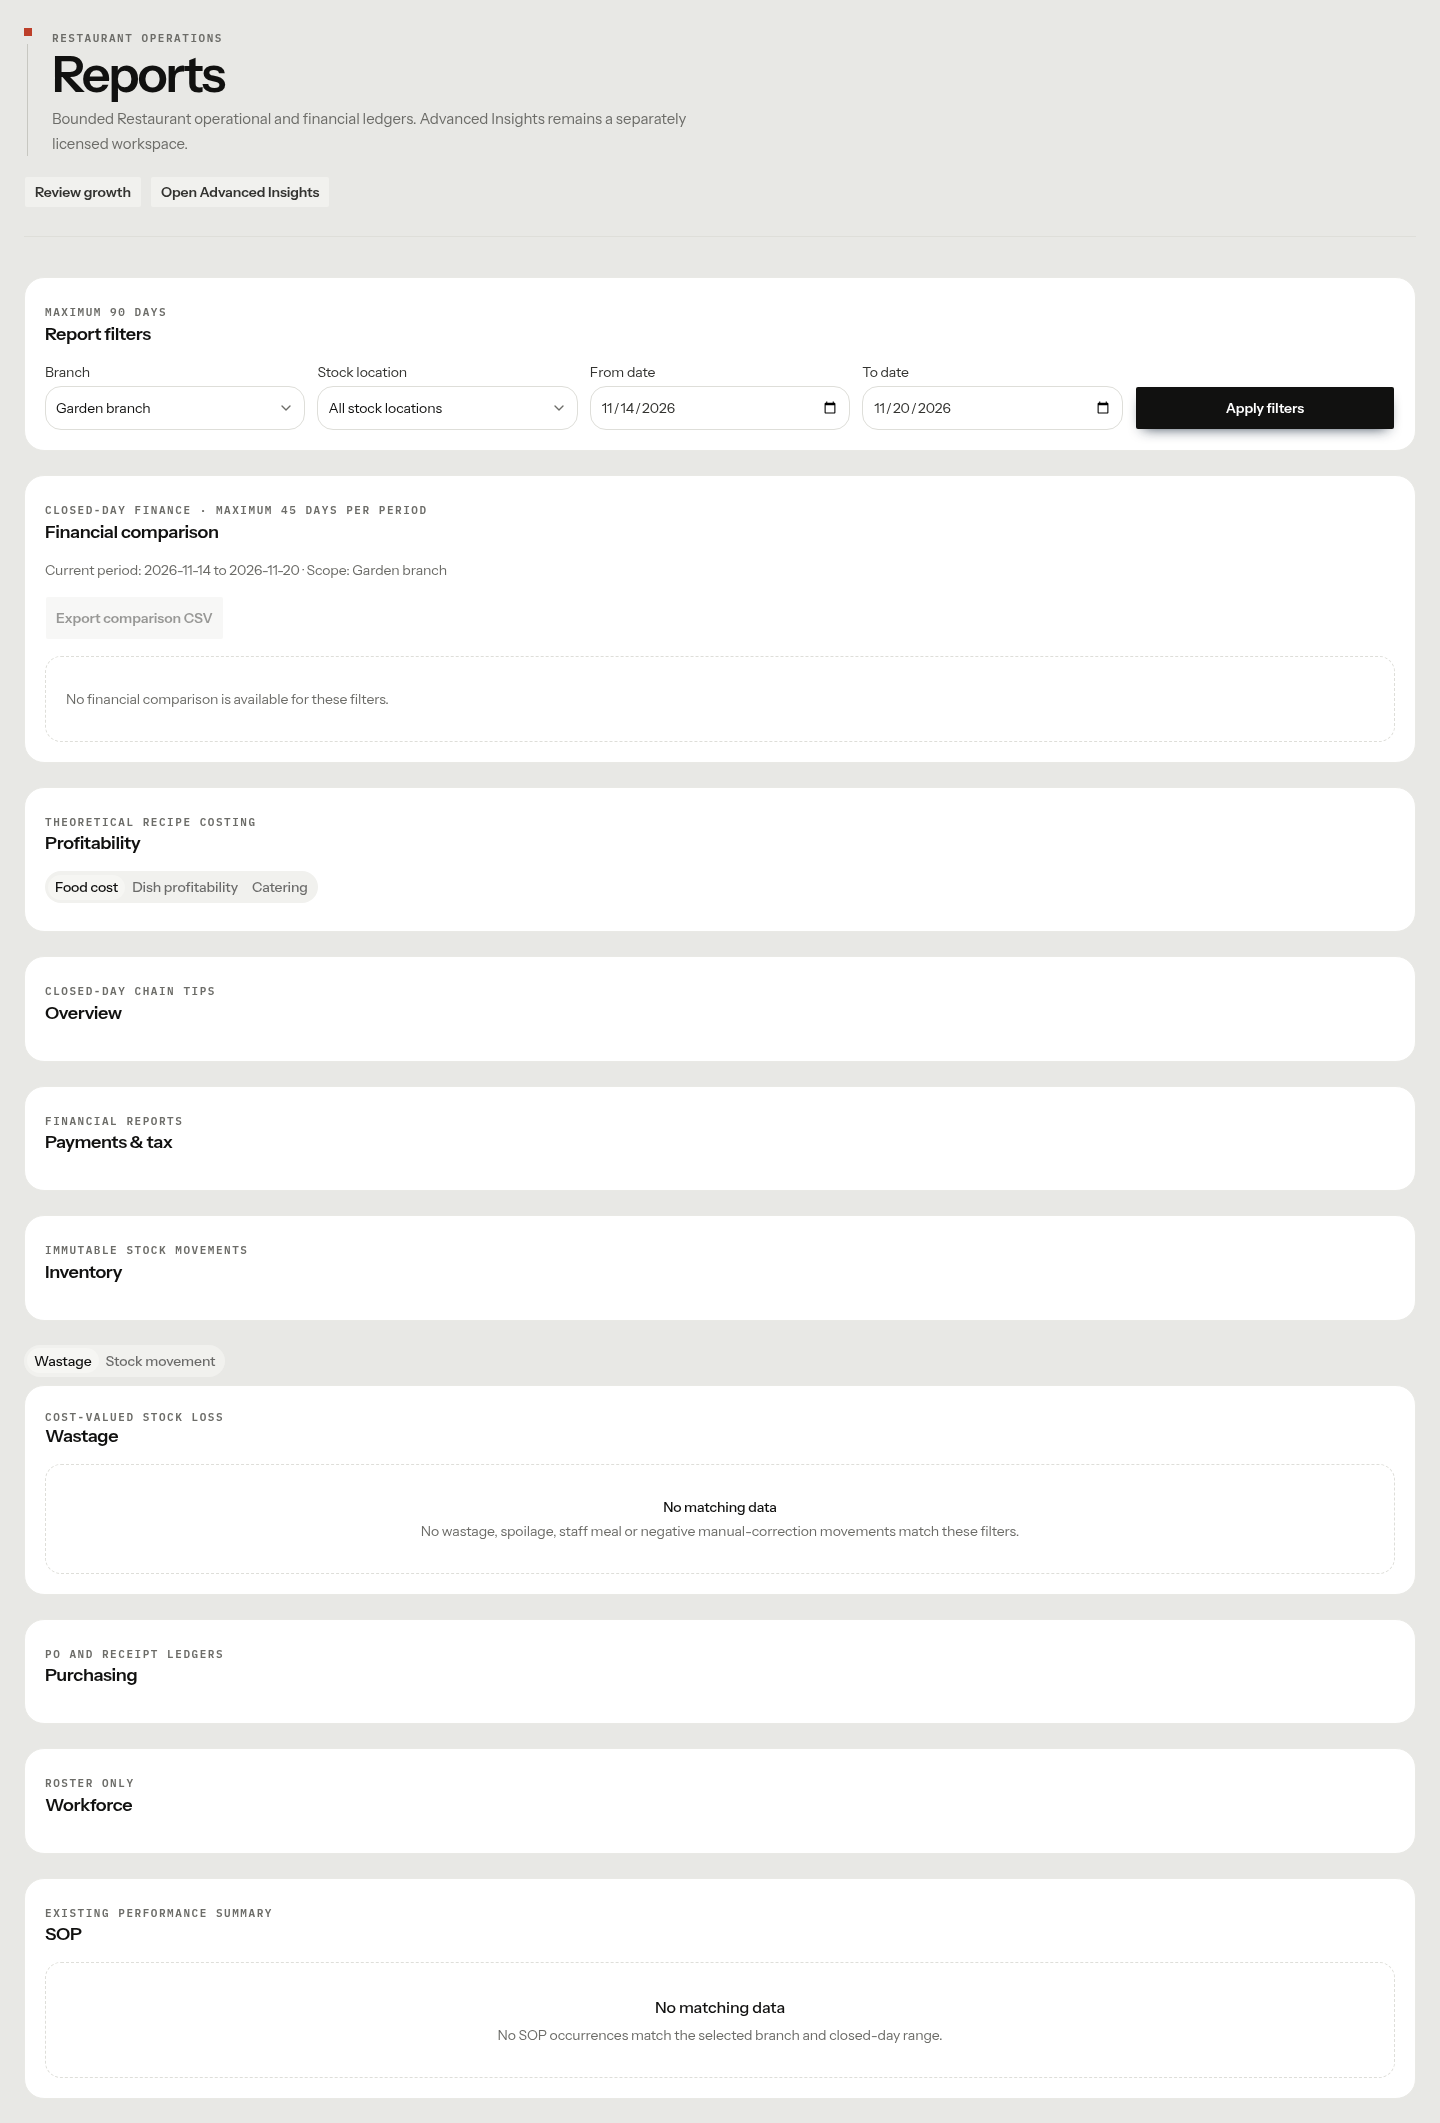 RESTAURANT OPERATIONS
Reports
Bounded Restaurant operational and financial ledgers. Advanced Insights remains a separately
licensed workspace.
Review growth
Open Advanced Insights
MAXIMUM 90 DAYS
Report filters
Branch
Stock location
From date
To date
Garden branch
All stock locations
11/14/2026
11/20/2026
Apply filters
CLOSED-DAY FINANCE · MAXIMUM 45 DAYS PER PERIOD
Financial comparison
Current period: 2026-11-14 to 2026-11-20 · Scope: Garden branch
Export comparison CSV
No financial comparison is available for these filters.
THEORETICAL RECIPE COSTING
Profitability
Food cost
Dish profitability
Catering
CLOSED-DAY CHAIN TIPS
Overview
FINANCIAL REPORTS
Payments & tax
IMMUTABLE STOCK MOVEMENTS
Inventory
Wastage
Stock movement
COST-VALUED STOCK LOSS
Wastage
No matching data
No wastage, spoilage, staff meal or negative manual-correction movements match these filters.
PO AND RECEIPT LEDGERS
Purchasing
ROSTER ONLY
Workforce
EXISTING PERFORMANCE SUMMARY
SOP
No matching data
No SOP occurrences match the selected branch and closed-day range.